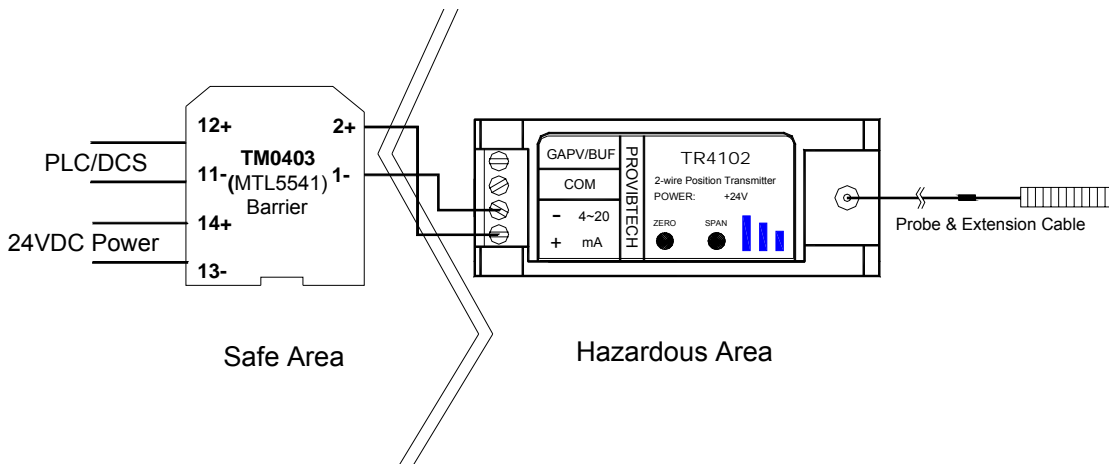 PLC/DCS
24VDC Power
12+
2+
TM0403
11-
(MTL5541)
1-
Barrier
14+
13-
Safe Area
GAPV/BUF
COM
- 4~20
+ mA
PROVIBTECH
TR4102
2-wire Position Transmitter
POWER: +24V
ZERO
SPAN
Probe & Extension Cable
Hazardous Area